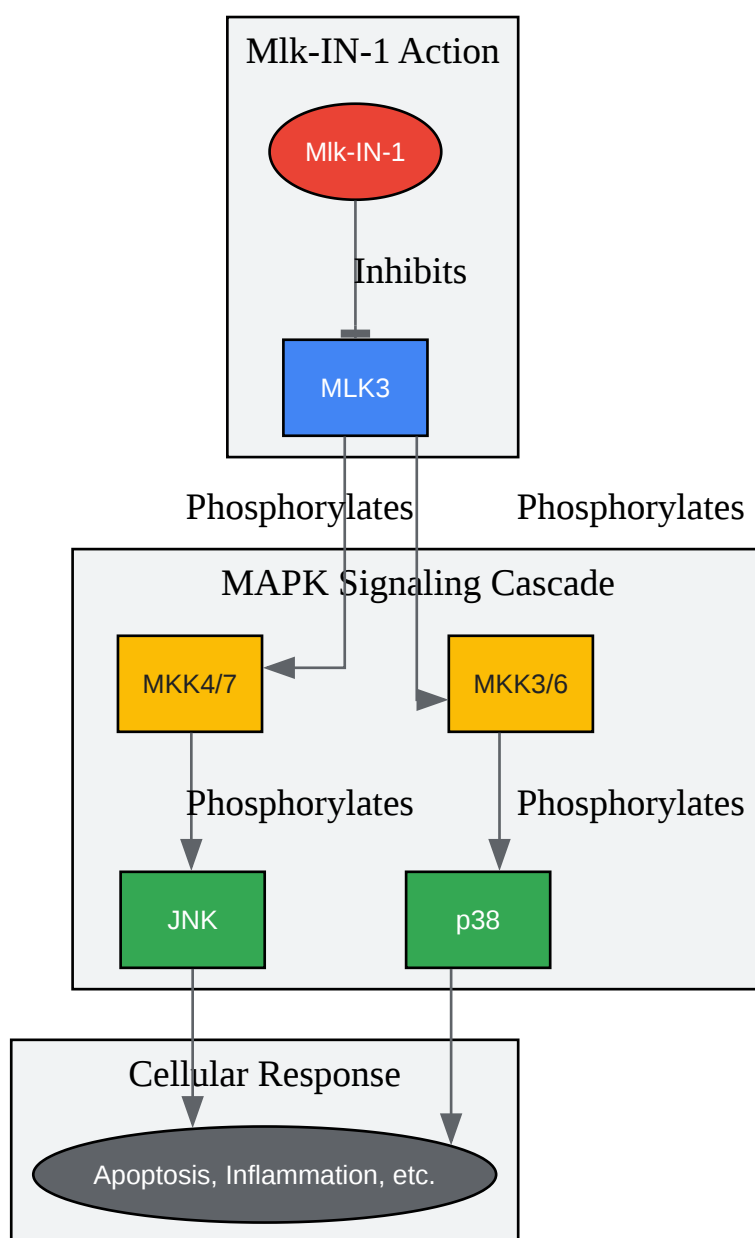 Mlk-IN-1 Action
Mlk-IN-1
Inhibits
MLK3
Phosphorylates
Phosphorylates
MAPK Signaling Cascade
MKK4/7
MKK3/6
Phosphorylates
Phosphorylates
JNK
p38
Cellular Response
Apoptosis, Inflammation, etc.